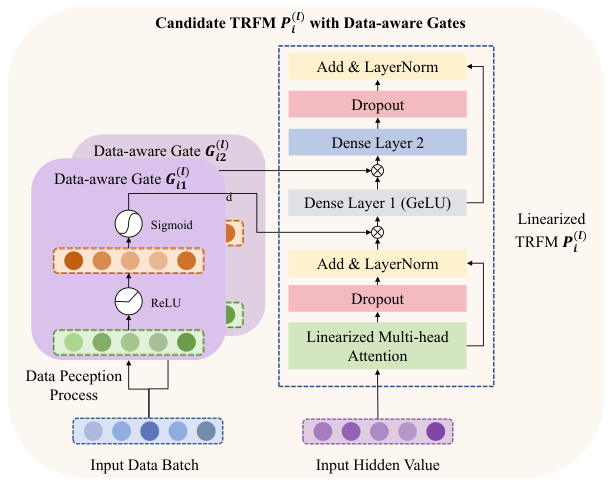 Candidate TRFM P_i^(l) with Data-aware Gates
Add & LayerNorm
Dropout
Dense Layer 2
Dense Layer 1 (GeLU)
Add & LayerNorm
Dropout
Linearized Multi-head
Attention
Linearized
TRFM P_i^(l)
Data-aware Gate G_i2^(l)
Data-aware Gate G_i1^(l)
Sigmoid
ReLU
Data Peception
Process
Input Data Batch
Input Hidden Value